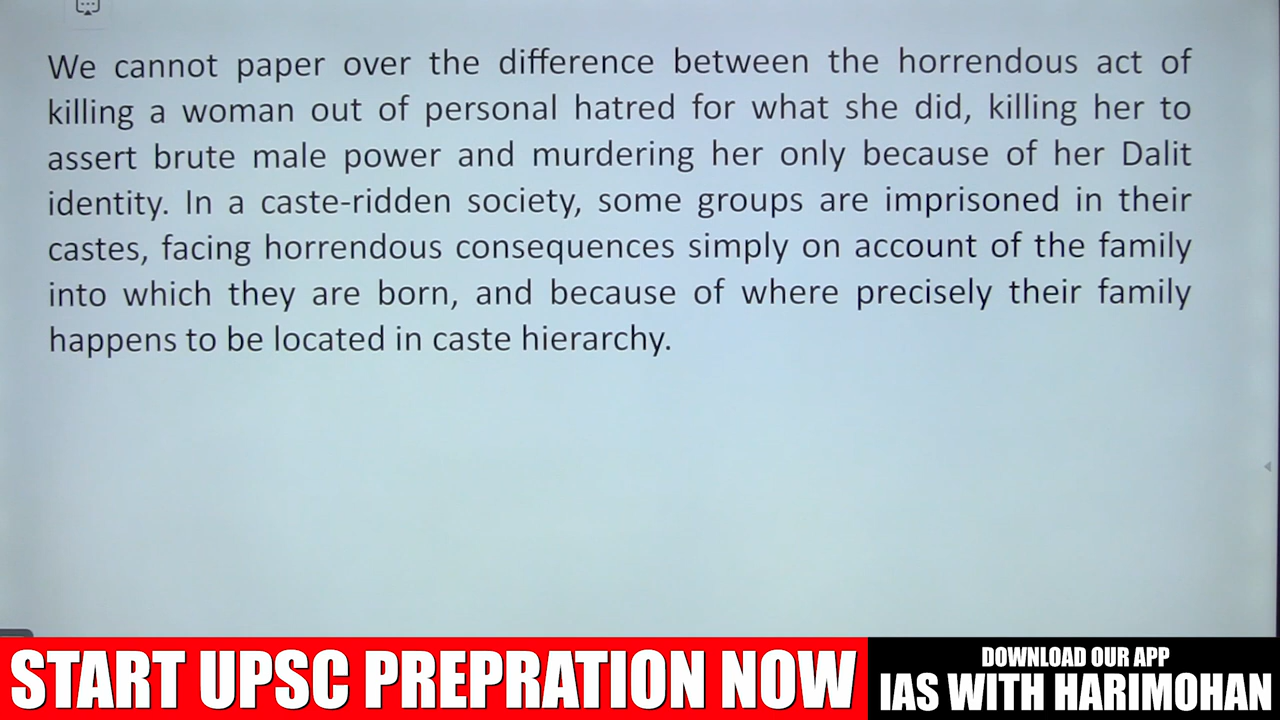 We cannot paper over the difference between the horrendous act of
killing a woman out of personal hatred for what she did, killing her to
assert brute male power and murdering her only because of her Dalit
identity. In a caste-ridden society, some groups are imprisoned in their
castes, facing horrendous consequences simply on account of the family
into which they are born, and because of where precisely their family
happens to be located in caste hierarchy.
START UPSC PREPRATION NOW
DOWNLOAD OUR APP
IAS WITH HARIMOHAN